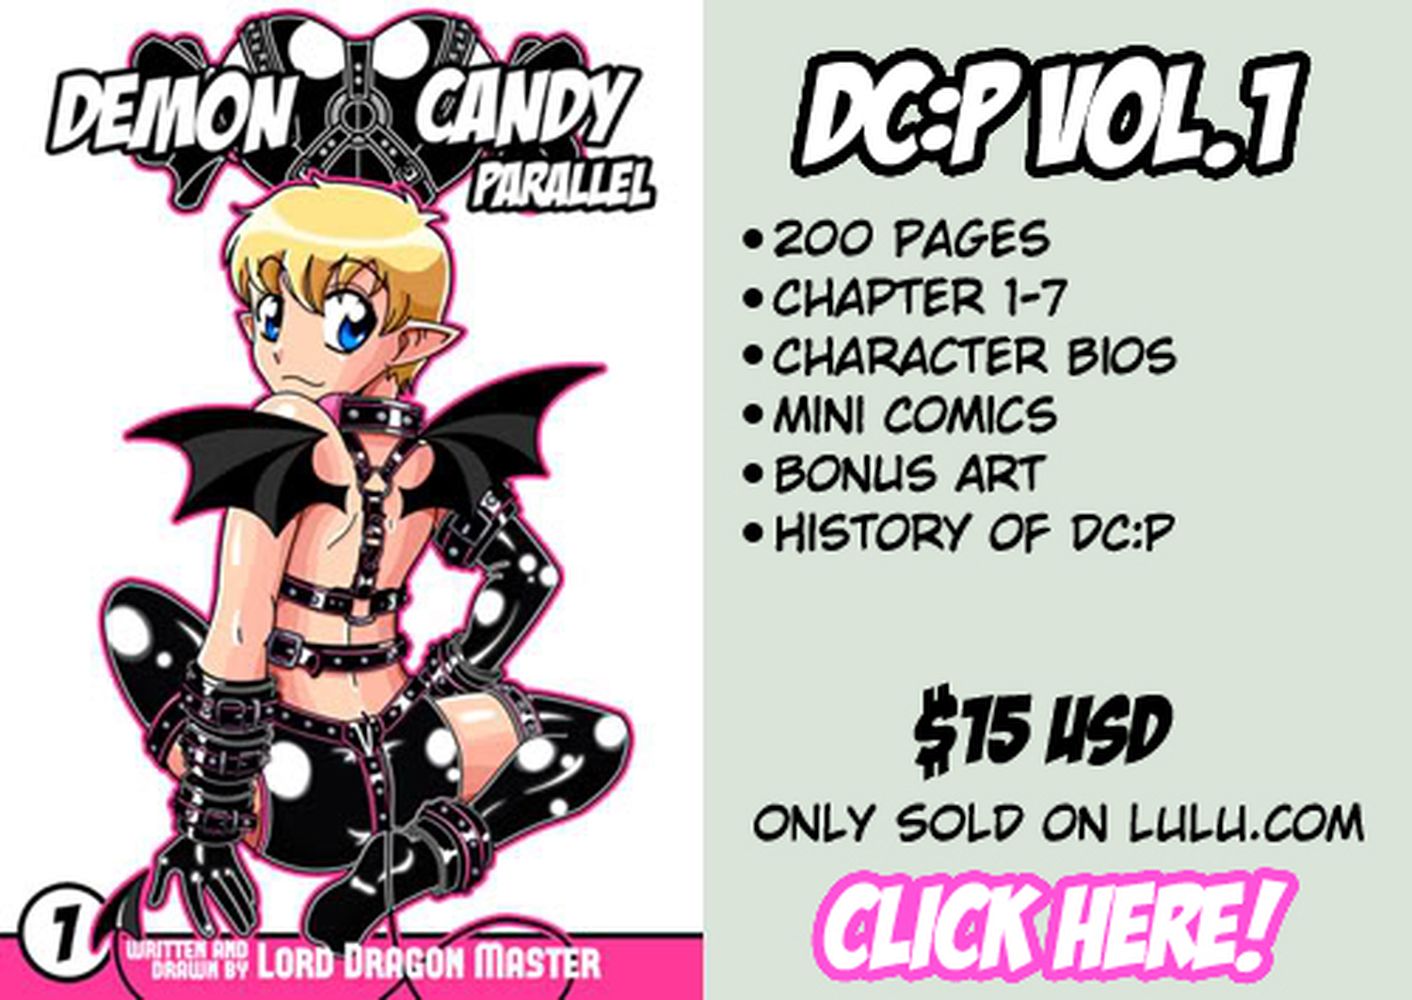 DEMON CANDY
PARALLEL
1
WRITTEN AND
DRAWN BY LORD DRAGON MASTER
DC:P VOL.1
• 200 PAGES
• CHAPTER 1-7
• CHARACTER BIOS
• MINI COMICS
• BONUS ART
• HISTORY OF DC:P
$15 USD
ONLY SOLD ON LULU.COM
CLICK HERE!